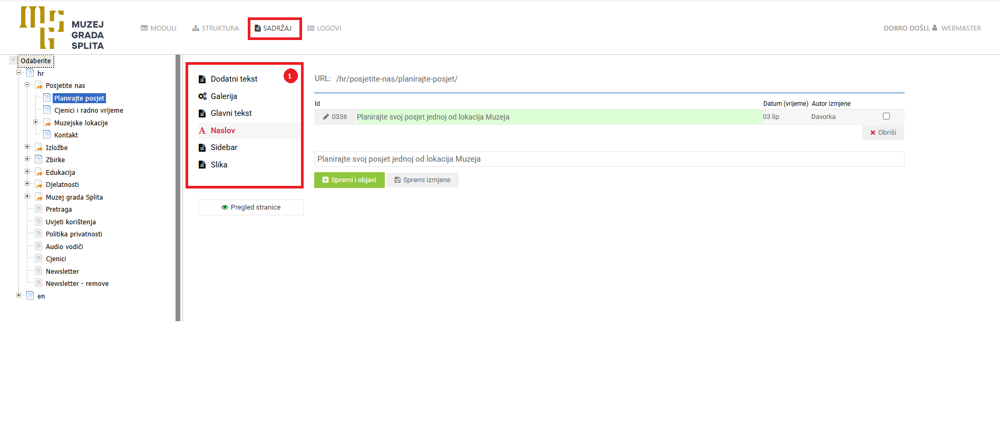 MUZEJ
GRADA
SPLITA
MODULI
STRUKTURA
SADRŽAJ
LOGOVI
DOBRO DOŠLI, WEBMASTER
Odaberite
hr
Posjetite nas
Planirajte posjet
Cjenici i radno vrijeme
Muzejske lokacije
Kontakt
Izložbe
Zbirke
Edukacija
Djelatnosti
Muzej grada Splita
Pretraga
Uvjeti korištenja
Politika privatnosti
Audio vodiči
Cjenici
Newsletter
Newsletter - remove
en
1
Dodatni tekst
Galerija
Glavni tekst
Naslov
Sidebar
Slika
Pregled stranice
URL: /hr/posjetite-nas/planirajte-posjet/
Id Datum (vrijeme) Autor izmjene
0336 Planirajte svoj posjet jednoj od lokacija Muzeja 03 lip Davorka
Obriši
Planirajte svoj posjet jednoj od lokacija Muzeja
Spremi i objavi Spremi izmjene